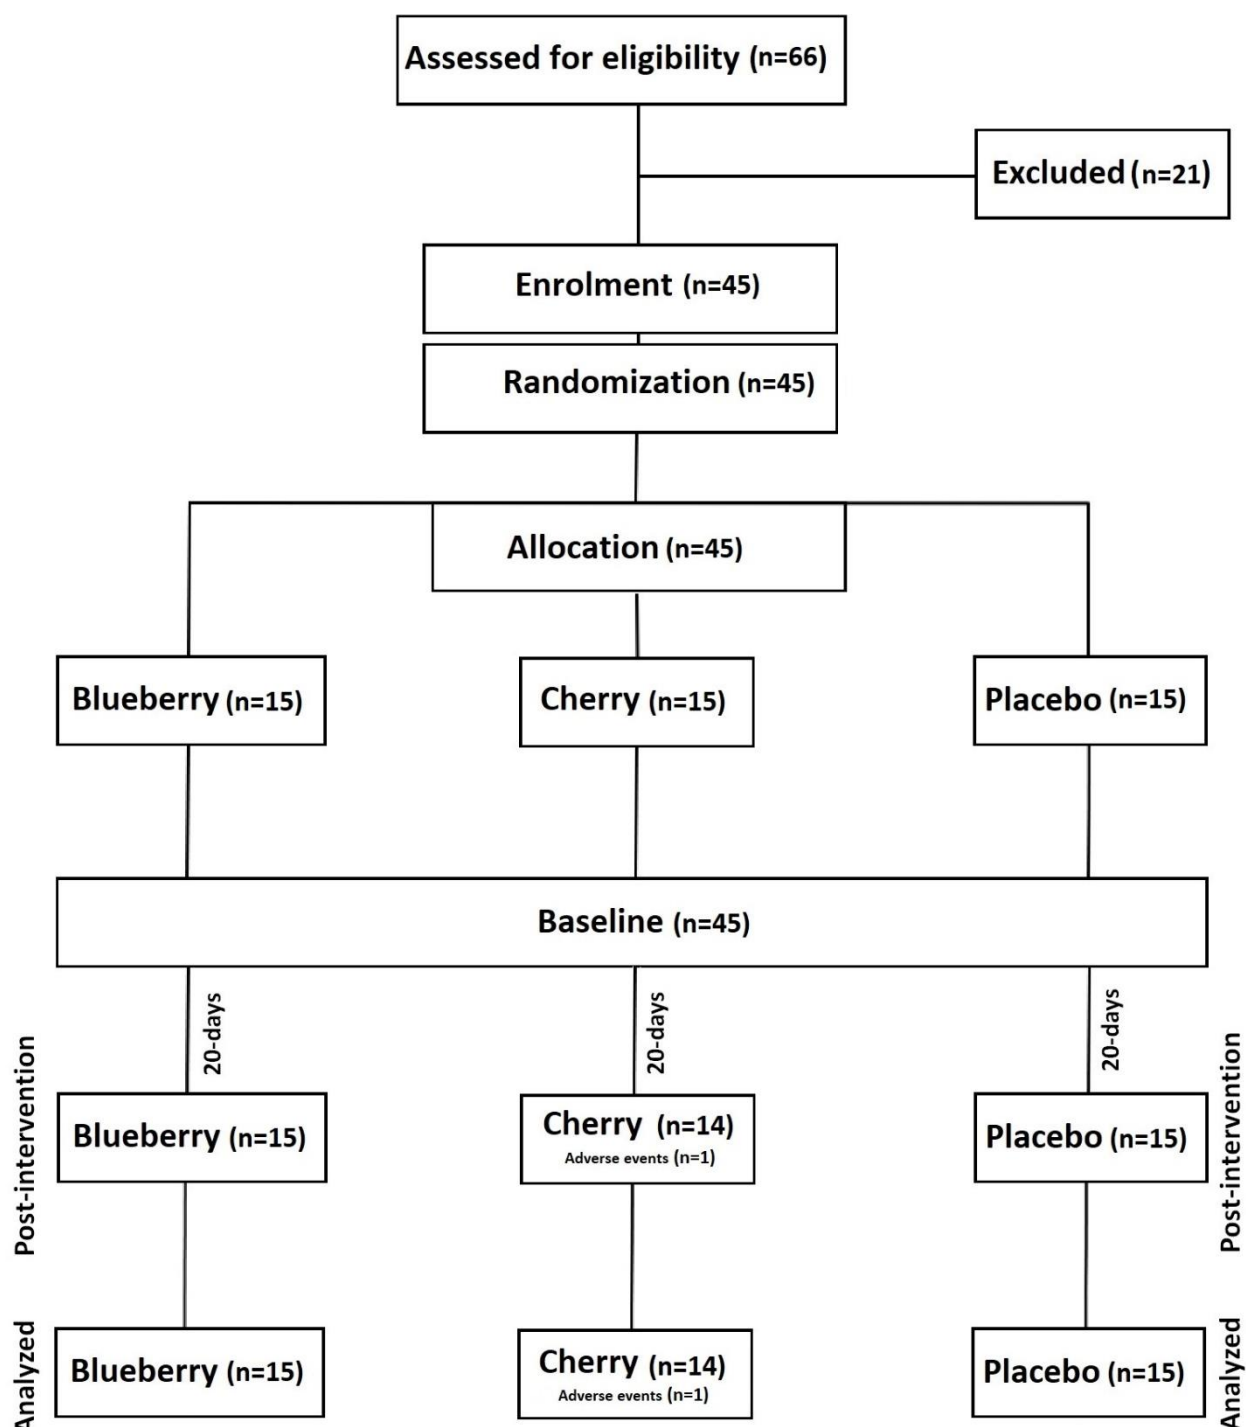 Assessed for eligibility (n=66)
Excluded (n=21)
Enrolment (n=45)
Randomization (n=45)
Allocation (n=45)
Blueberry (n=15)
Cherry (n=15)
Placebo (n=15)
Baseline (n=45)
20-days
20-days
20-days
Post-intervention
Blueberry (n=15)
Cherry (n=14)
Adverse events (n=1)
Placebo (n=15)
Post-intervention
Analyzed
Blueberry (n=15)
Cherry (n=14)
Adverse events (n=1)
Placebo (n=15)
Analyzed